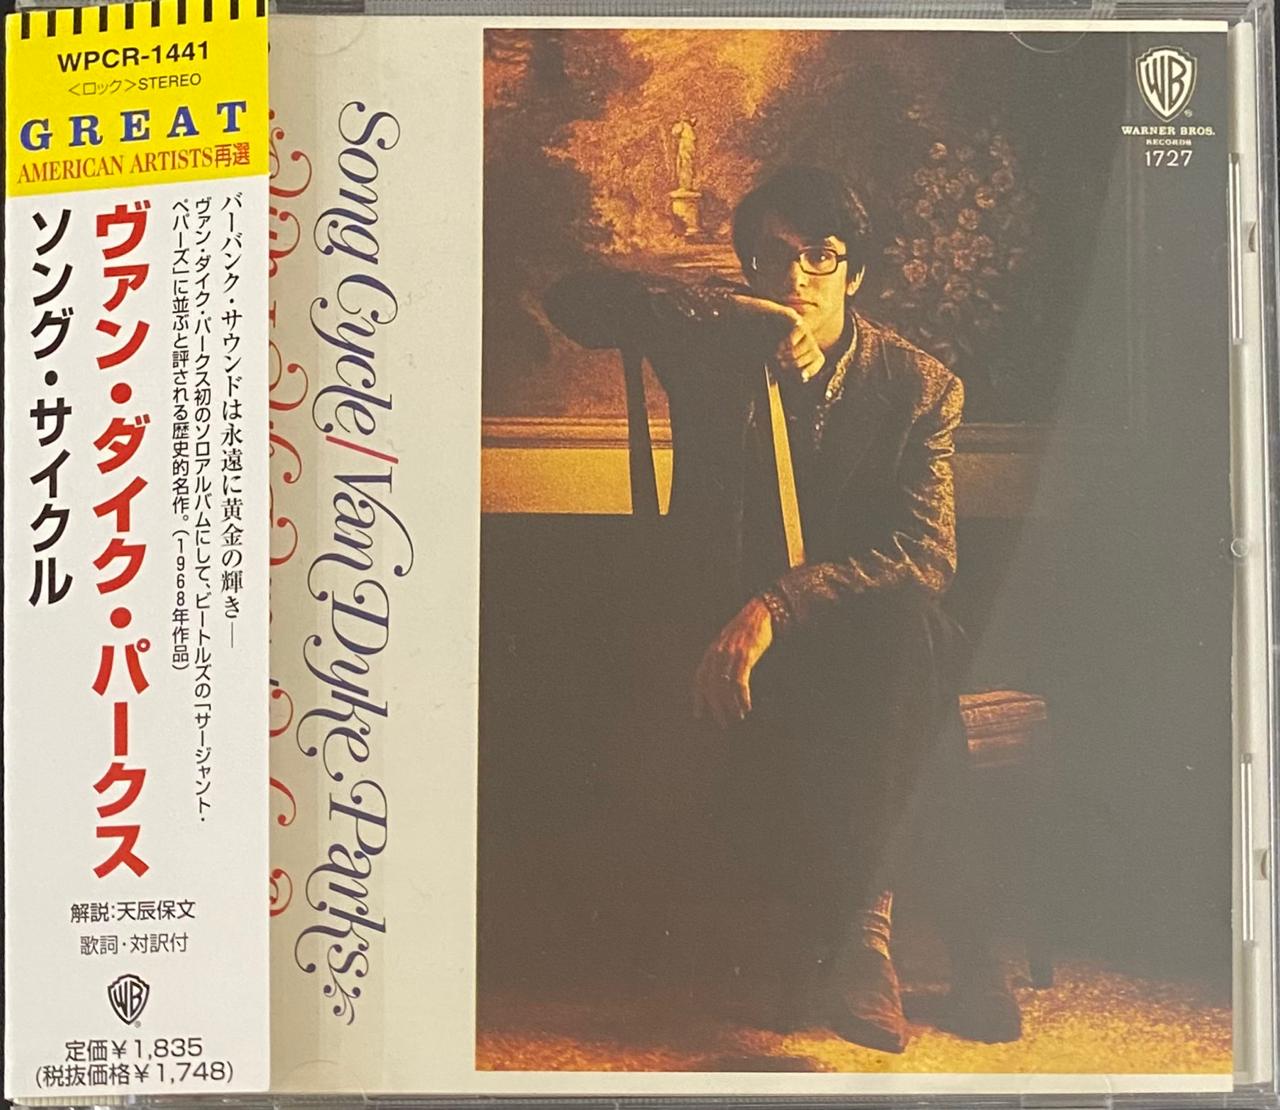 WPCR-1441
<ロック>STEREO
GREAT
AMERICAN ARTISTS再選
バーバンク・サウンドは永遠に黄金の輝き―
ヴァン・ダイク・パークス初のソロアルバムにして、ビートルズの「サージャント・
ペパーズ」に並ぶと評される歴史的名作。(1968年作品)
ヴァン・ダイク・パークス
ソング・サイクル
解説:天辰保文
歌詞・対訳付
WB
定価¥1,835
(税抜価格¥1,748)
Song Cycle/Van Dyke Parks
WB
WARNER BROS.
RECORDS
1727